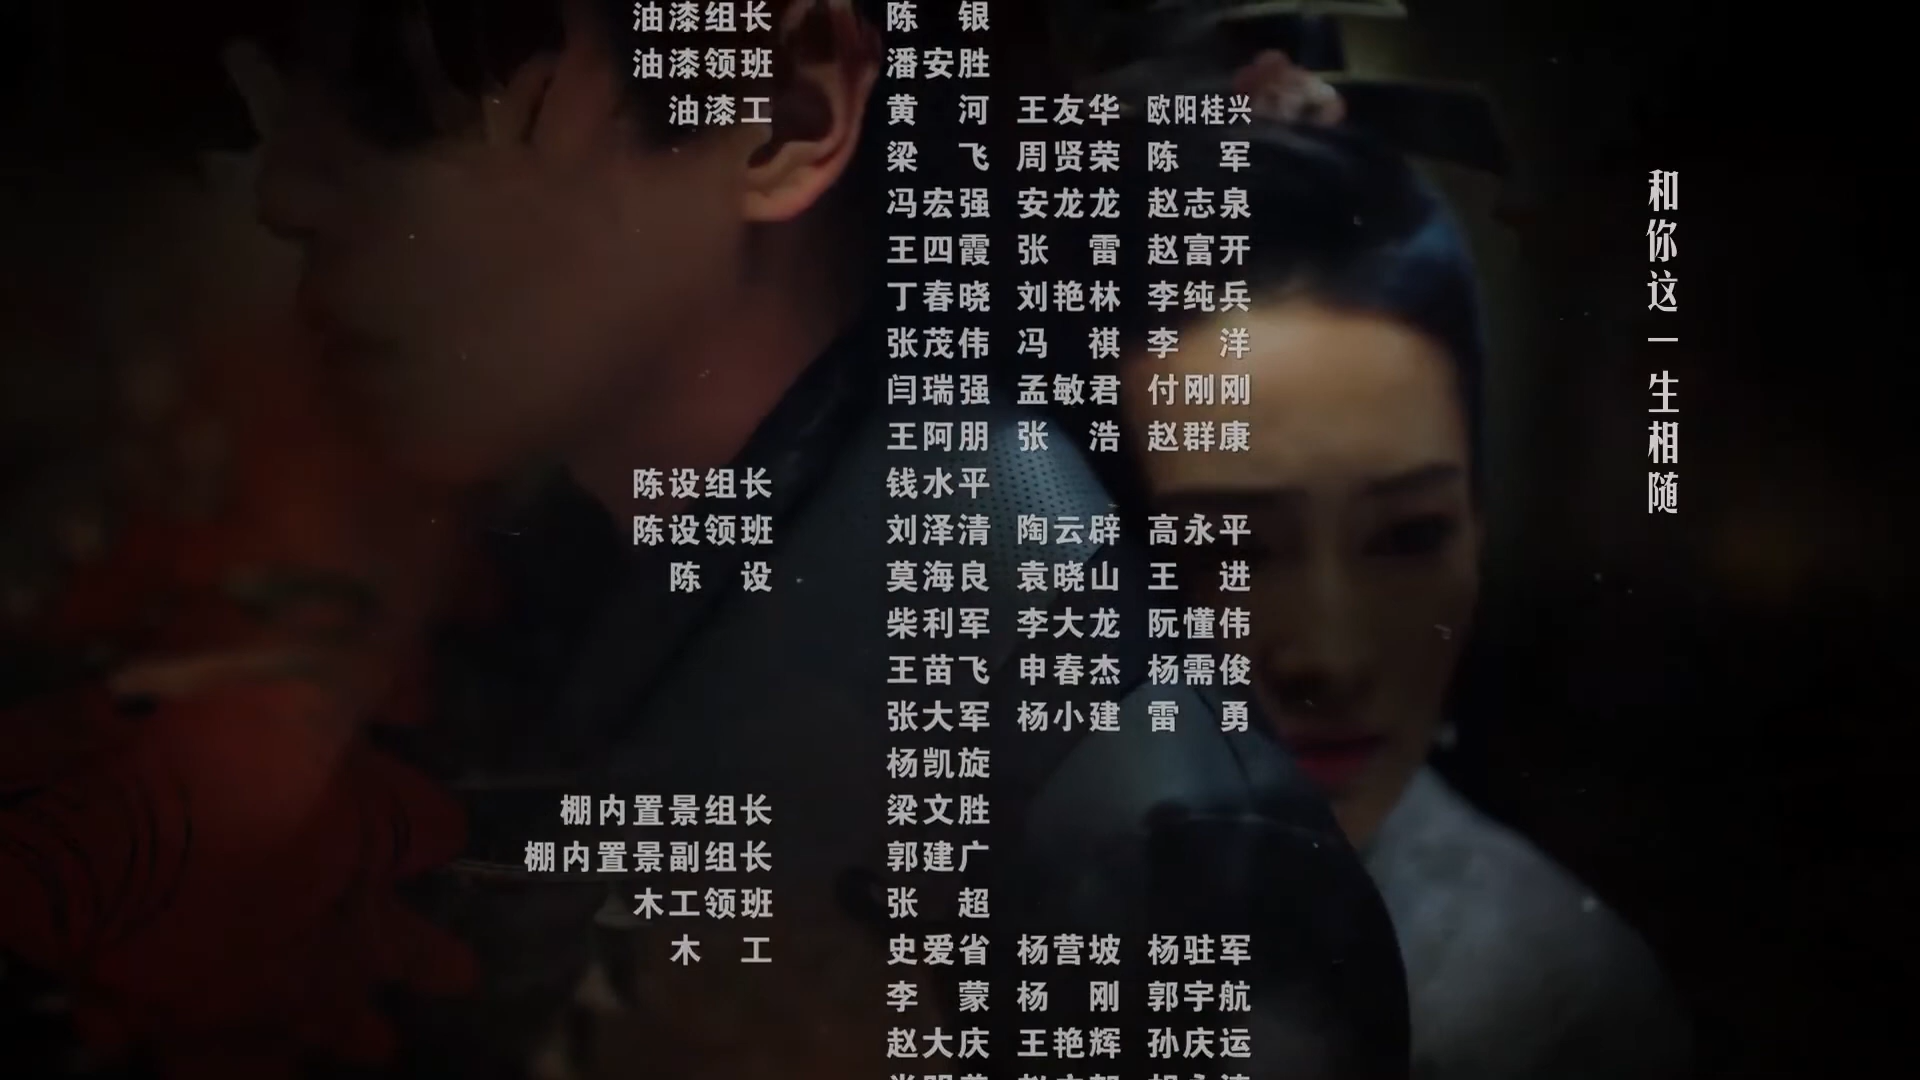 油漆组长 陈 银
油漆领班 潘安胜
油漆工 黄 河 王友华 欧阳桂兴
梁 飞 周贤荣 陈 军
冯宏强 安龙龙 赵志泉
王四霞 张 雷 赵富开
丁春晓 刘艳林 李纯兵
张茂伟 冯 祺 李 洋
闫瑞强 孟敏君 付刚刚
王阿朋 张 浩 赵群康
陈设组长 钱水平
陈设领班 刘泽清 陶云辟 高永平
陈 设 莫海良 袁晓山 王 进
柴利军 李大龙 阮懂伟
王苗飞 申春杰 杨需俊
张大军 杨小建 雷 勇
杨凯旋
棚内置景组长 梁文胜
棚内置景副组长 郭建广
木工领班 张 超
木 工 史爱省 杨营坡 杨驻军
李 蒙 杨 刚 郭宇航
赵大庆 王艳辉 孙庆运
和你这一生相随